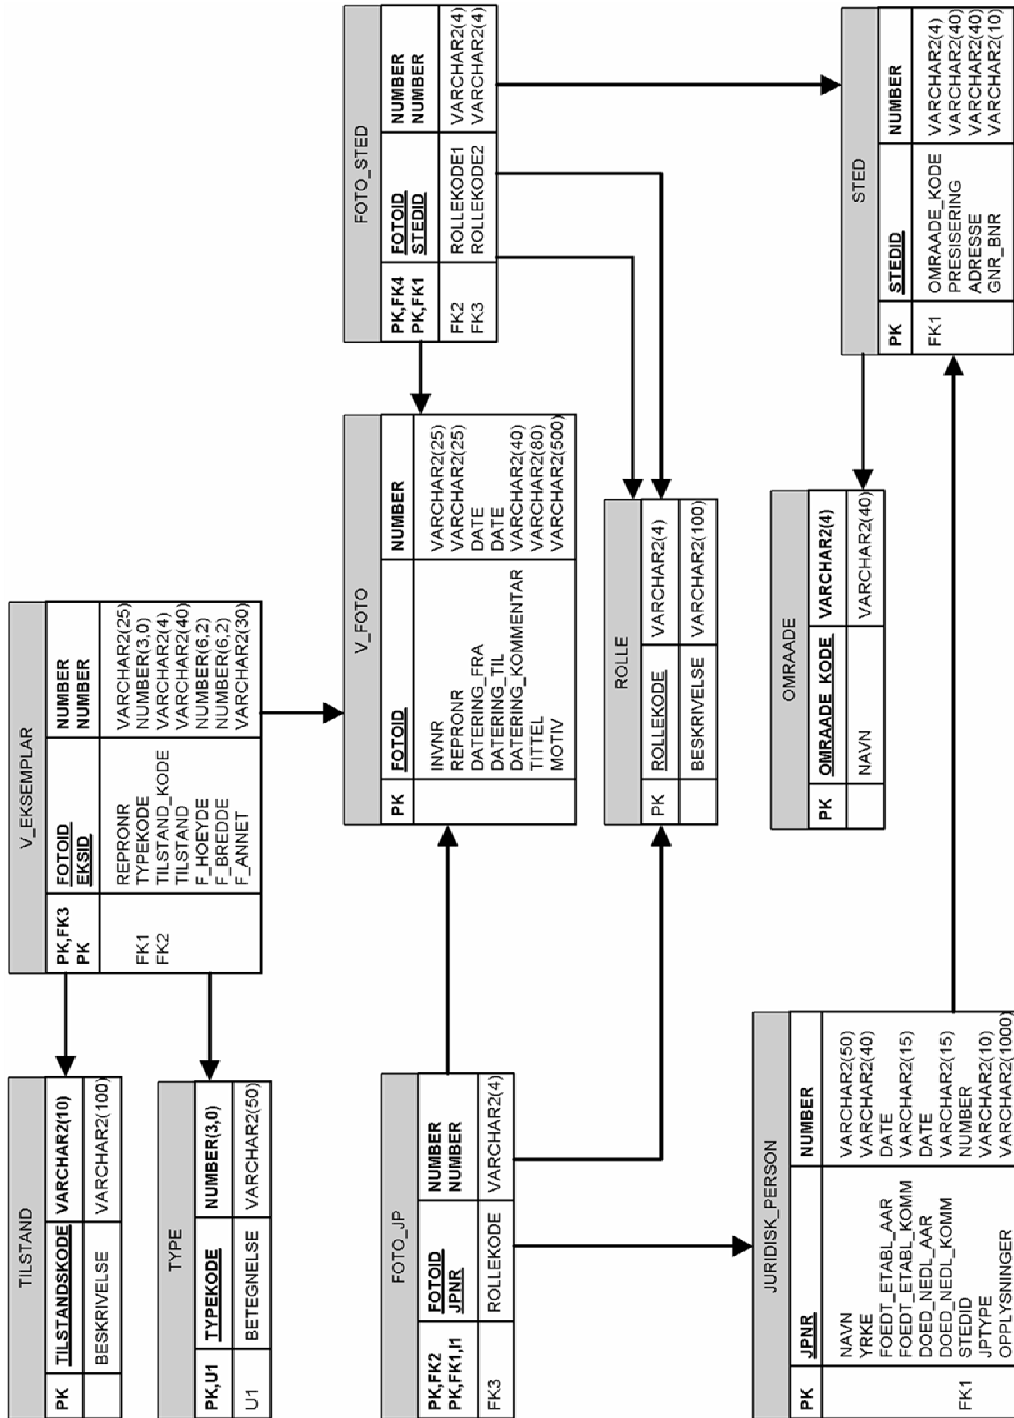 TILSTAND
PK TILSTANDSKODE VARCHAR2(10)
BESKRIVELSE VARCHAR2(100)
TYPE
PK,U1 TYPEKODE NUMBER(3,0)
U1 BETEGNELSE VARCHAR2(50)
V_EKSEMPLAR
PK,FK3 FOTOID NUMBER
PK EKSID NUMBER
REPRONR VARCHAR2(25)
FK1 TYPEKODE NUMBER(3,0)
FK2 TILSTAND_KODE VARCHAR2(4)
TILSTAND VARCHAR2(40)
F_HOEYDE NUMBER(6,2)
F_BREDDE NUMBER(6,2)
F_ANNET VARCHAR2(30)
FOTO_JP
PK,FK2 FOTOID NUMBER
PK,FK1,I1 JPNR NUMBER
FK3 ROLLEKODE VARCHAR2(4)
V_FOTO
PK FOTOID NUMBER
INVNR VARCHAR2(25)
REPRONR VARCHAR2(25)
DATERING_FRA DATE
DATERING_TIL DATE
DATERING_KOMMENTAR VARCHAR2(40)
TITTEL VARCHAR2(80)
MOTIV VARCHAR2(500)
FOTO_STED
PK,FK4 FOTOID NUMBER
PK,FK1 STEDID NUMBER
FK2 ROLLEKODE1 VARCHAR2(4)
FK3 ROLLEKODE2 VARCHAR2(4)
ROLLE
PK ROLLEKODE VARCHAR2(4)
BESKRIVELSE VARCHAR2(100)
JURIDISK_PERSON
PK JPNR NUMBER
NAVN VARCHAR2(50)
YRKE VARCHAR2(40)
FOEDT_ETABL_AAR DATE
FOEDT_ETABL_KOMM VARCHAR2(15)
DOED_NEDL_AAR DATE
DOED_NEDL_KOMM VARCHAR2(15)
FK1 STEDID NUMBER
JPTYPE VARCHAR2(10)
OPPLYSNINGER VARCHAR2(1000)
OMRAADE
PK OMRAADE_KODE VARCHAR2(4)
NAVN VARCHAR2(40)
STED
PK STEDID NUMBER
FK1 OMRAADE_KODE VARCHAR2(4)
PRESISERING VARCHAR2(40)
ADRESSE VARCHAR2(40)
GNR_BNR VARCHAR2(10)